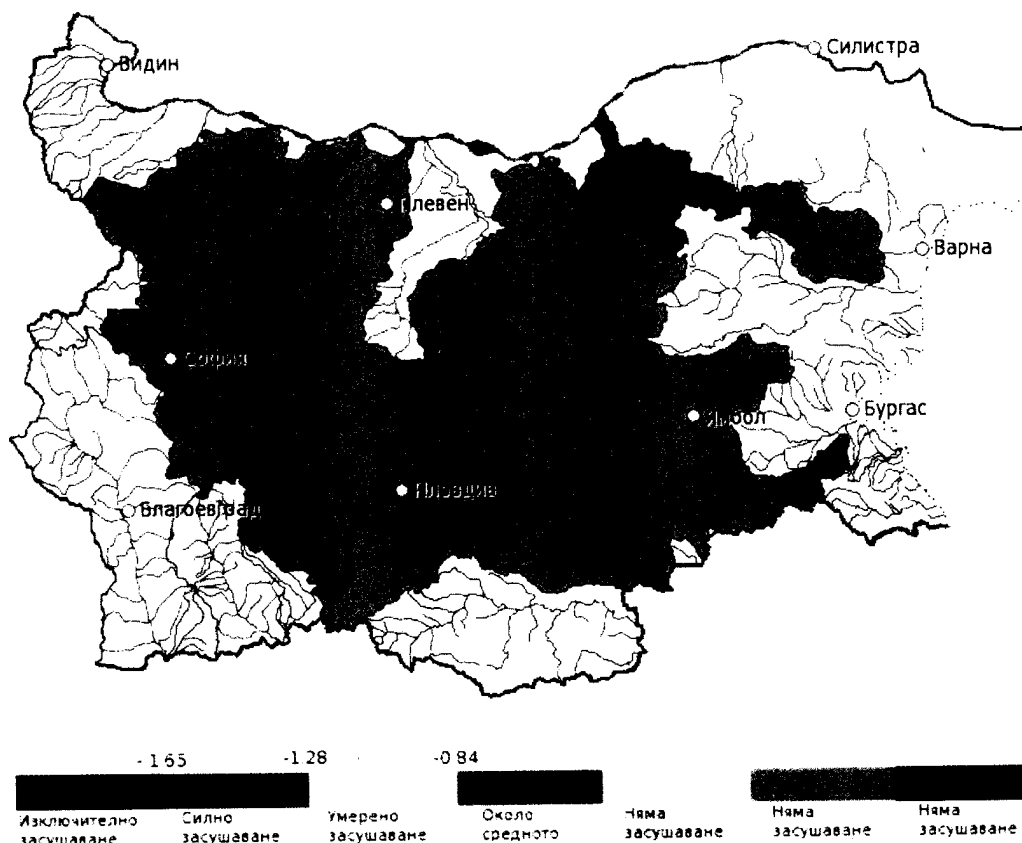 Видин
Силистра
Плевен
Варна
София
Ямбол
Бургас
Пловдив
Благоевград
-1.65 -1.28 -0.84
Изключително засушаване
Силно засушаване
Умерено засушаване
Около средното
Няма засушаване
Няма засушаване
Няма засушаване